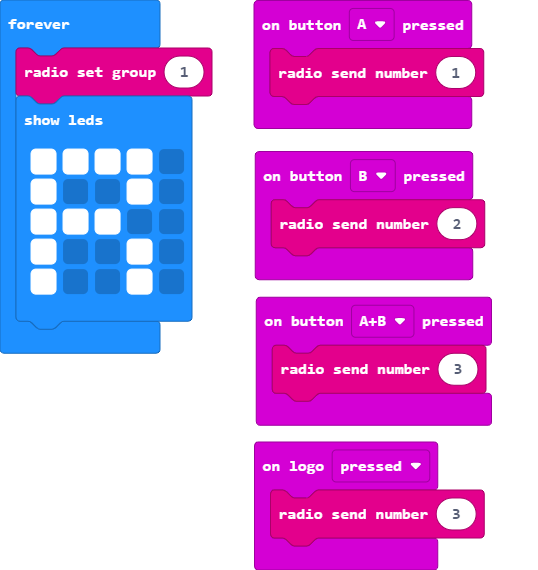 forever
radio set group 1
show leds
on button A pressed
radio send number 1
on button B pressed
radio send number 2
on button A+B pressed
radio send number 3
on logo pressed
radio send number 3